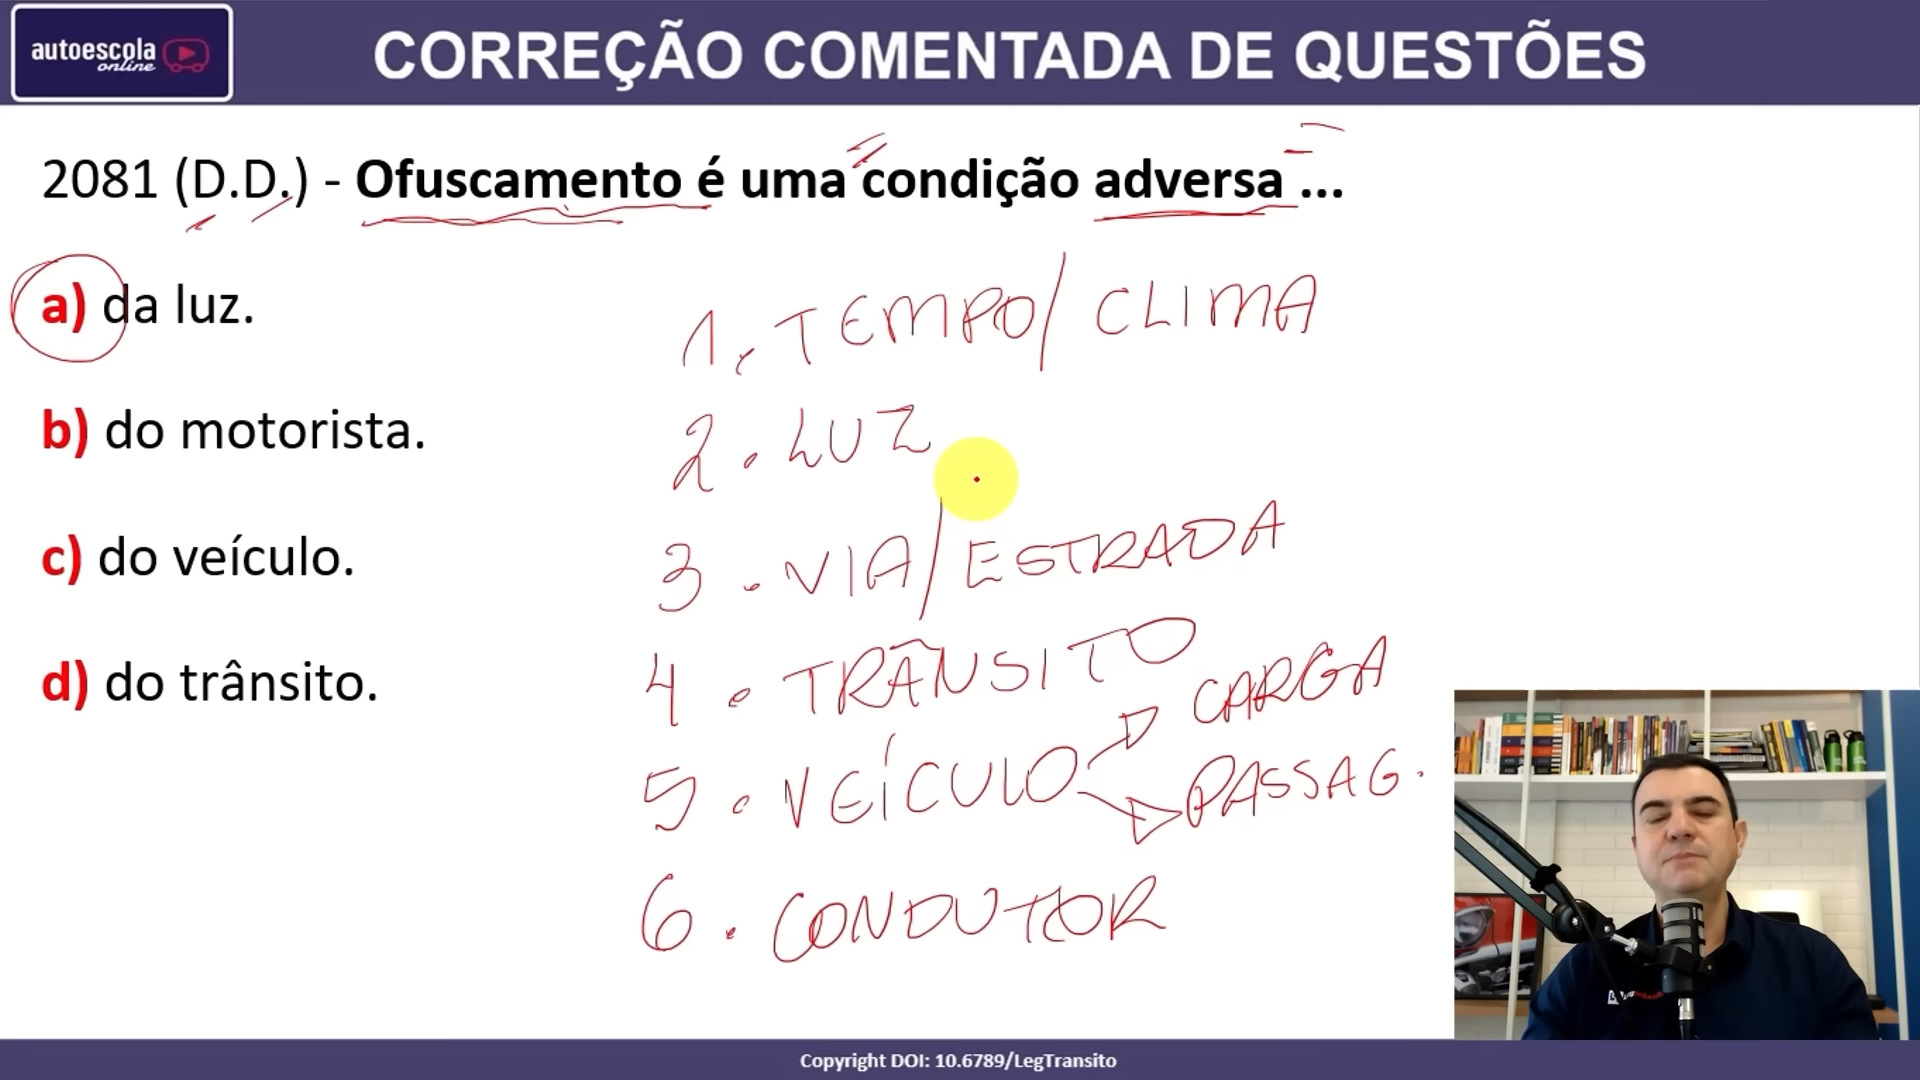 autoescola
online
CORREÇÃO COMENTADA DE QUESTÕES
2081 (D.D.) - Ofuscamento é uma condição adversa ...
a) da luz.
b) do motorista.
c) do veículo.
d) do trânsito.
1. TEMPO/ CLIMA
2. LUZ
3. VIA/ESTRADA
4. TRÂNSITO
5. VEÍCULO
CARGA
PASSAG.
6. CONDUTOR
Copyright DOI: 10.6789/LegTransito